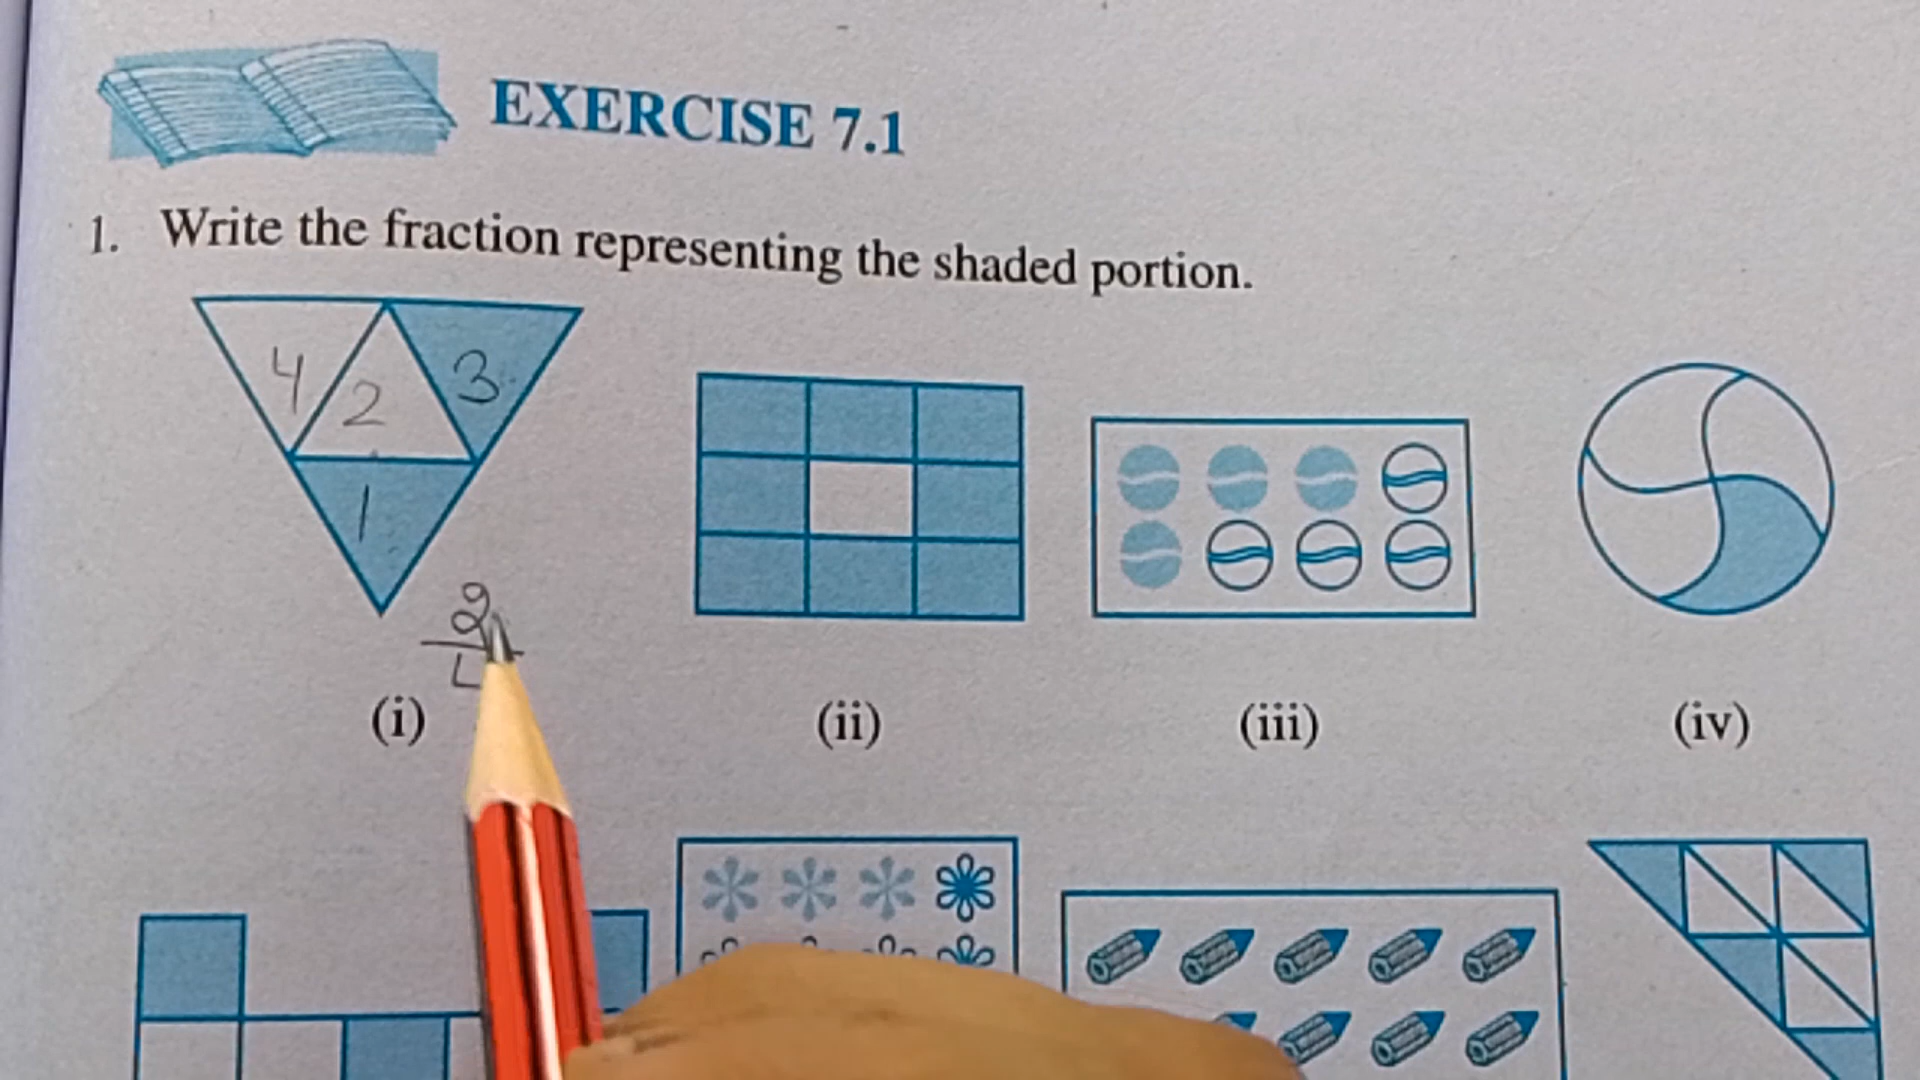 EXERCISE 7.1
1. Write the fraction representing the shaded portion.
4 2 3
1
2
(i) (ii) (iii) (iv)